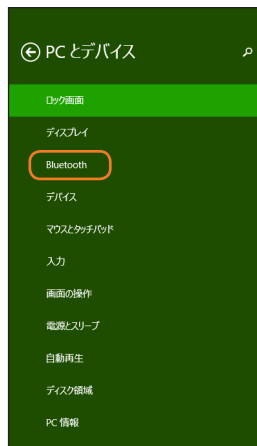 PC とデバイス
ロック画面
ディスプレイ
Bluetooth
デバイス
マウスとタッチパッド
入力
画面の操作
電源とスリープ
自動再生
ディスク領域
PC 情報